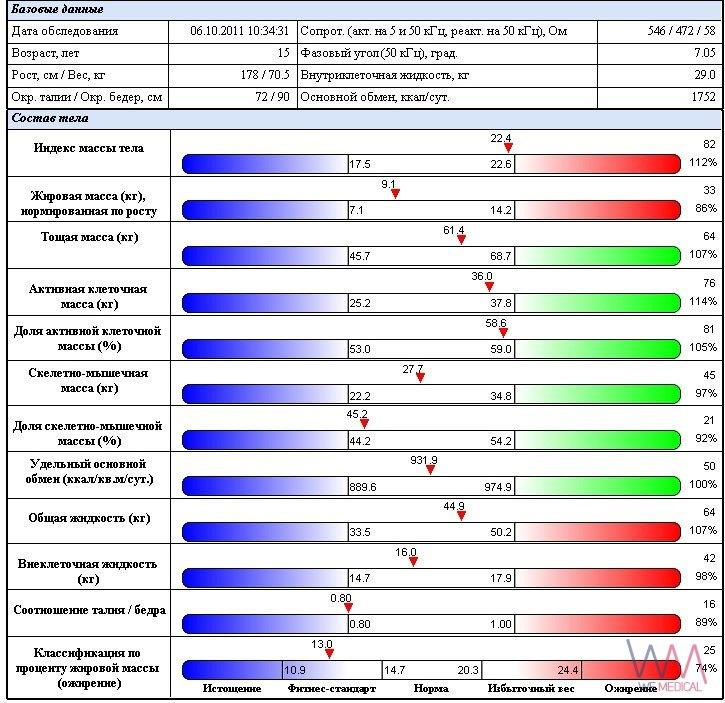 Базовые данные
Дата обследования 06.10.2011 10:34:31 Сопрот. (акт. на 5 и 50 кГц, реакт. на 50 кГц), Ом 546 / 472 / 58
Возраст, лет 15 Фазовый угол (50 кГц), град. 7.05
Рост, см / Вес, кг 178 / 70.5 Внутриклеточная жидкость, кг 29.0
Окр. талии / Окр. бедер, см 72 / 90 Основной обмен, ккал/сут. 1752
Состав тела
Индекс массы тела
22.4
17.5 22.6
82
112%
Жировая масса (кг),
нормированная по росту
9.1
7.1 14.2
33
86%
Тощая масса (кг)
61.4
45.7 68.7
64
107%
Активная клеточная
масса (кг)
36.0
25.2 37.8
76
114%
Доля активной клеточной
массы (%)
58.6
53.0 59.0
81
105%
Скелетно-мышечная
масса (кг)
27.7
22.2 34.8
45
97%
Доля скелетно-мышечной
массы (%)
45.2
44.2 54.2
21
92%
Удельный основной
обмен (ккал/кв.м/сут.)
931.9
889.6 974.9
50
100%
Общая жидкость (кг)
44.9
33.5 50.2
64
107%
Внеклеточная жидкость
(кг)
16.0
14.7 17.9
42
98%
Соотношение талия / бедра
0.80
0.80 1.00
16
89%
Классификация по
проценту жировой массы
(ожирение)
13.0
10.9 14.7 20.3 24.4
25
74%
Истощение Фитнес-стандарт Норма Избыточный вес Ожирение
WE MEDICAL